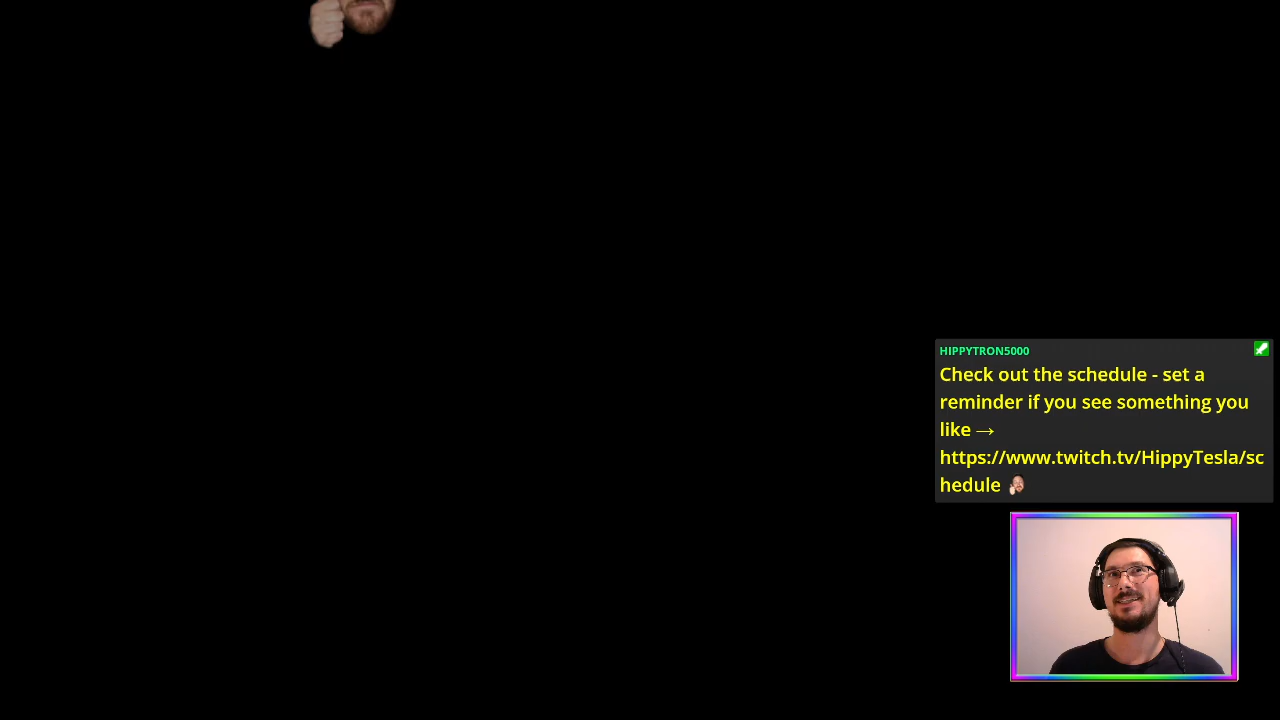 HIPPYTRON5000
Check out the schedule - set a
reminder if you see something you
like →
https://www.twitch.tv/HippyTesla/sc
hedule